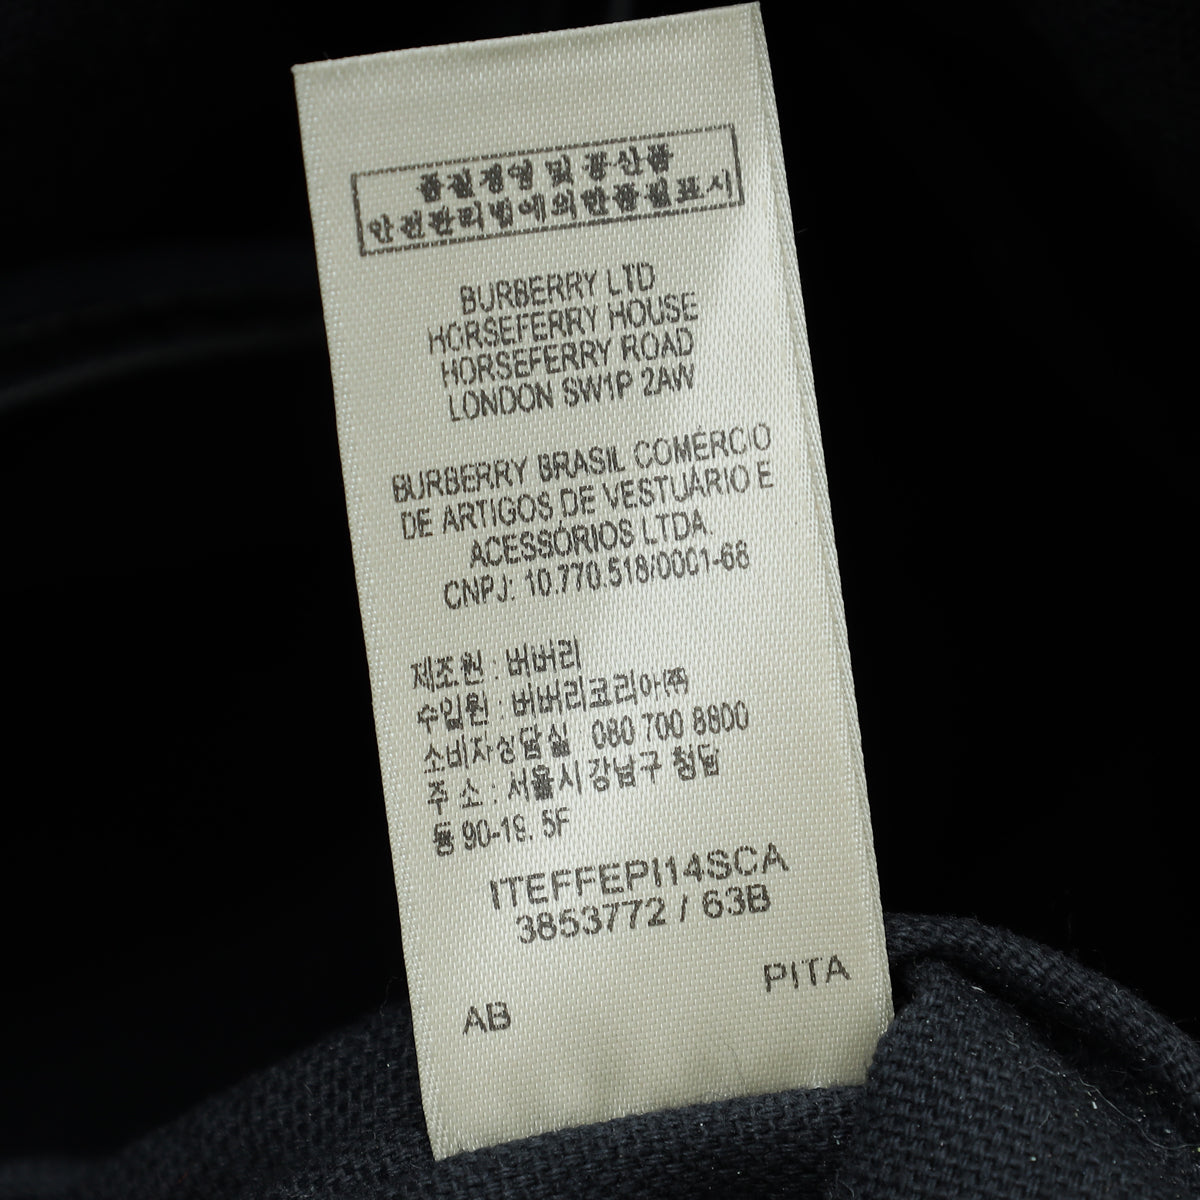 품질경영 및 공산품
안전관리법에의한품질표시
BURBERRY LTD
HORSEFERRY HOUSE
HORSEFERRY ROAD
LONDON SW1P 2AW
BURBERRY BRASIL COMÉRCIO
DE ARTIGOS DE VESTUÁRIO E
ACESSÓRIOS LTDA.
CNPJ: 10.770.518/0001-68
제조원 : 버버리
수입원 : 버버리코리아(주)
소비자상담실 080 700 8800
주 소 : 서울시 강남구 청담
동 90-19. 5F
ITEFFEPI14SCA
3853772 / 63B
PITA
AB